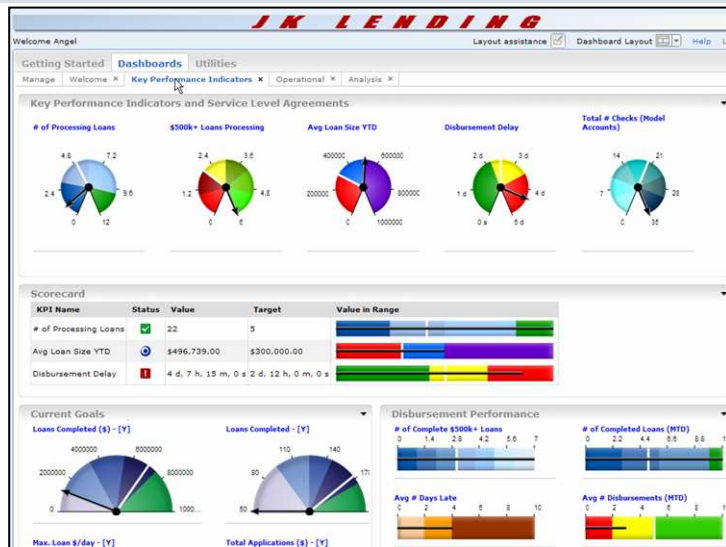 JK LENDING
Welcome Angel
Layout assistance
Dashboard Layout
Help
Getting Started Dashboards Utilities
Manage Welcome × Key Performance Indicators × Operational × Analysis ×
Key Performance Indicators and Service Level Agreements
# of Processing Loans
$500k+ Loans Processing
Avg Loan Size YTD
Disbursement Delay
Total # Checks (Model Accounts)
4.8 7.2
2.4 9.6
0 12
2.4 3.6
1.2 4.8
0 6
400000 600000
200000 800000
0 1000000
2 d 3 d
1 d 4 d
0 s 5 d
14 21
7 28
0 35
Scorecard
KPI Name Status Value Target Value in Range
# of Processing Loans 22 5
Avg Loan Size YTD $496,739.00 $300,000.00
Disbursement Delay 4 d, 7 h, 15 m, 0 s 2 d, 12 h, 0 m, 0 s
Current Goals
Loans Completed ($) - [Y]
Loans Completed - [Y]
4000000 6000000
2000000 8000000
0 1000...
110 140
80 170
50
Max. Loan $/day - [Y]
Total Applications ($) - [Y]
Disbursement Performance
# of Complete $500k+ Loans
0 1.4 2.8 4.2 5.6 7
# of Completed Loans (MTD)
0 2.2 4.4 6.6 8.8
Avg # Days Late
0 2 4 6 8 10
Avg # Disbursements (MTD)
0 2 4 6 8 10